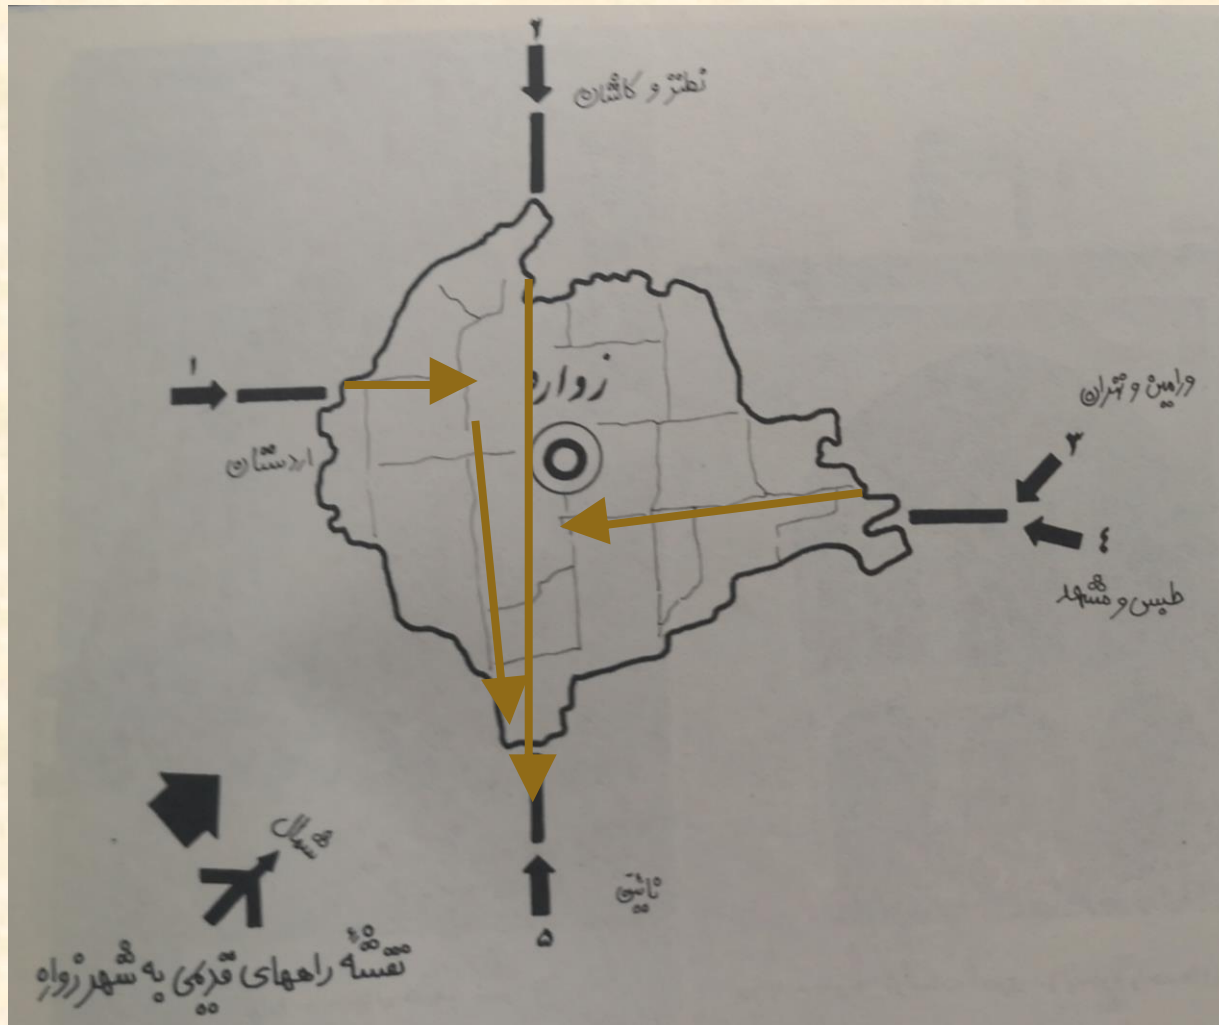 ۲
نطنز و کاشان
۱
زواره
ورامین و تهران
۳
اردستان
۴
طبس و مشهد
شمال
نائین
۵
نقشهٔ راههای قدیمی به شهر زواره